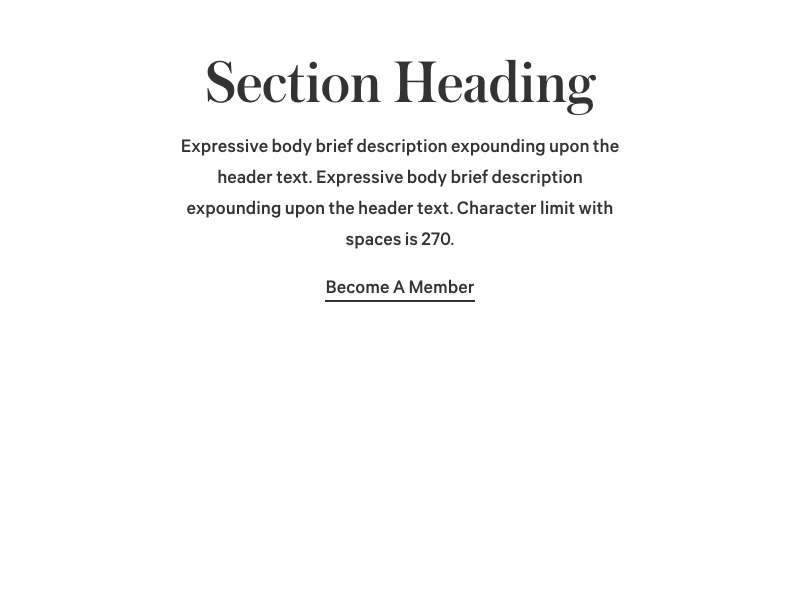 Section Heading
Expressive body brief description expounding upon the
header text. Expressive body brief description
expounding upon the header text. Character limit with
spaces is 270.
Become A Member